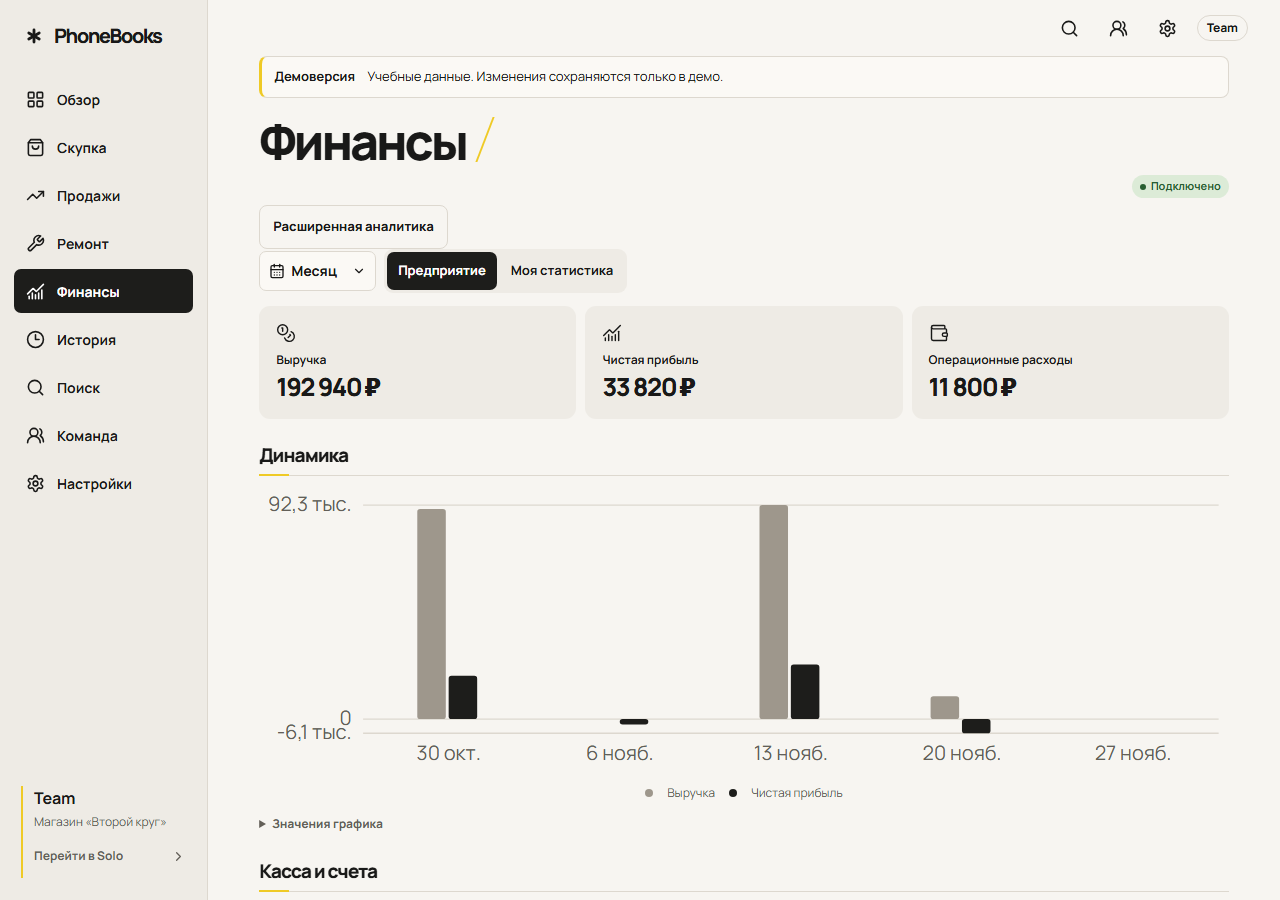 PhoneBooks
Team
Обзор
Скупка
Продажи
Ремонт
Финансы
История
Поиск
Команда
Настройки
Team
Магазин «Второй круг»
Перейти в Solo
Демоверсия Учебные данные. Изменения сохраняются только в демо.
Финансы
Подключено
Расширенная аналитика
Месяц Предприятие Моя статистика
Выручка
192 940 ₽
Чистая прибыль
33 820 ₽
Операционные расходы
11 800 ₽
Динамика
92,3 тыс.
0
-6,1 тыс.
30 окт. 6 нояб. 13 нояб. 20 нояб. 27 нояб.
Выручка Чистая прибыль
Значения графика
Касса и счета